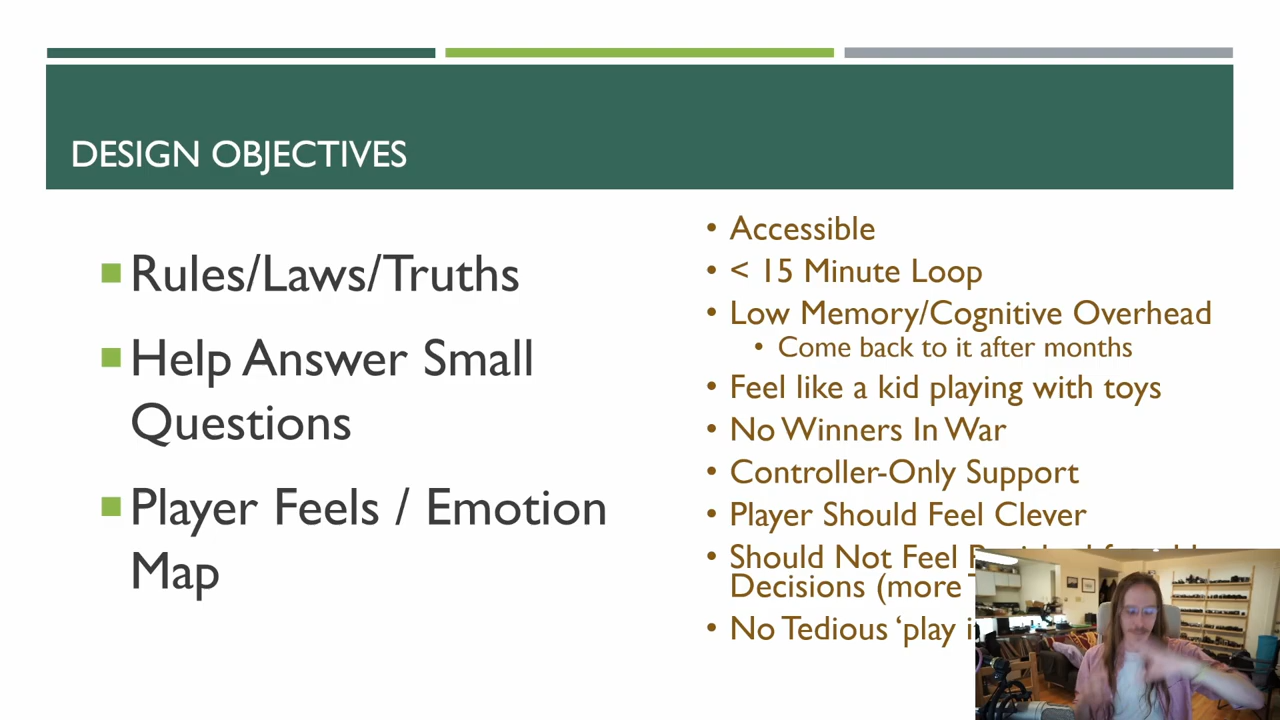 DESIGN OBJECTIVES
Rules/Laws/Truths
Help Answer Small
Questions
Player Feels / Emotion
Map
• Accessible
• < 15 Minute Loop
• Low Memory/Cognitive Overhead
• Come back to it after months
• Feel like a kid playing with toys
• No Winners In War
• Controller-Only Support
• Player Should Feel Clever
• Should Not Feel
Decisions (more
• No Tedious ‘play